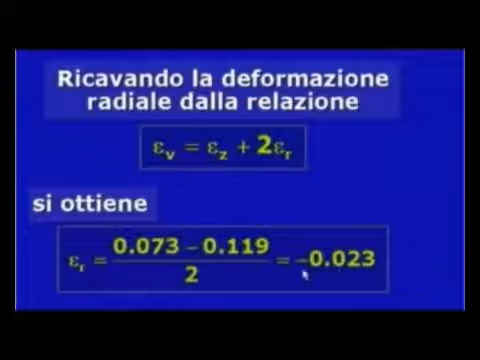 Ricavando la deformazione
radiale dalla relazione
εv = εz + 2εr
si ottiene
εr = (0.073 - 0.119) / 2 = -0.023